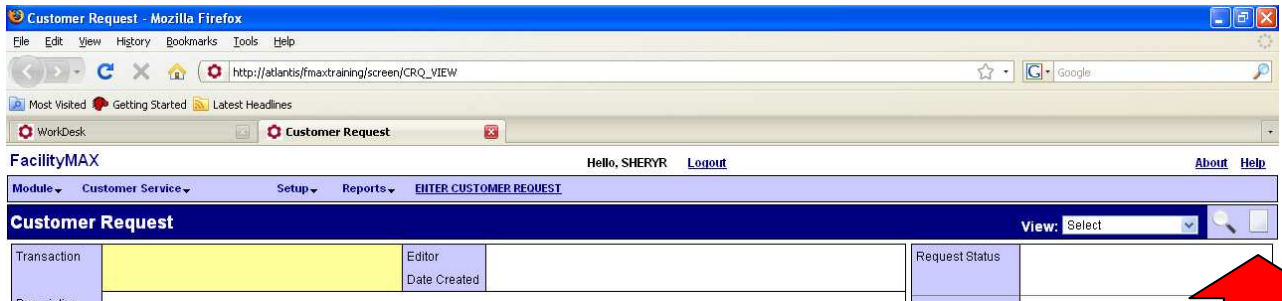 Customer Request - Mozilla Firefox
File Edit View History Bookmarks Tools Help
http://atlantis/fmaxtraining/screen/CRQ_VIEW
G Google
Most Visited Getting Started Latest Headlines
WorkDesk Customer Request
FacilityMAX Hello, SHERYR Logout About Help
Module Customer Service Setup Reports ENTER CUSTOMER REQUEST
Customer Request View: Select
Transaction Editor Request Status
Date Created
Description